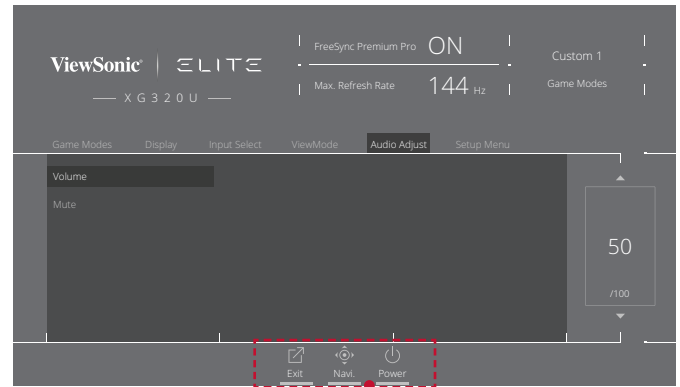 FreeSync Premium Pro ON
Custom 1
ViewSonic ELITE
Max. Refresh Rate 144 Hz
Game Modes
XG320U
Game Modes Display Input Select ViewMode Audio Adjust Setup Menu
Volume
Mute
50
/100
Exit Navi. Power